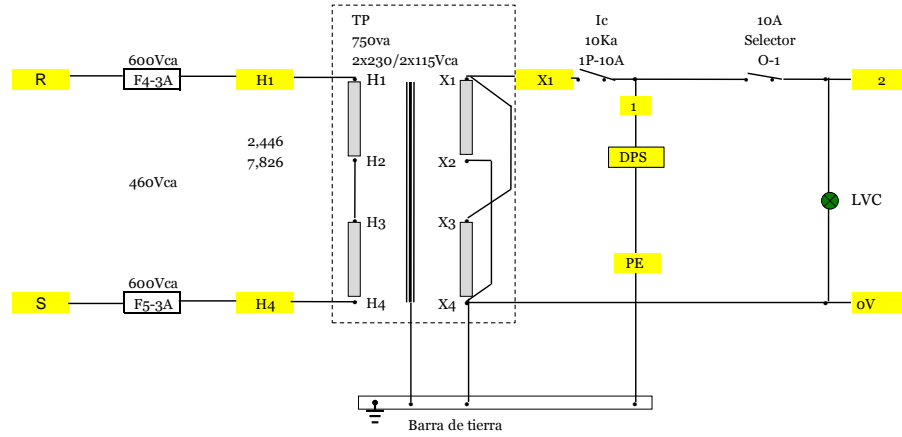 TP
750va
2x230/2x115Vca
Ic
10Ka
1P-10A
10A
Selector
O-1
R
600Vca
F4-3A
H1
H1
X1
X1
2
1
2,446
7,826
H2
X2
DPS
460Vca
LVC
H3
X3
PE
S
600Vca
F5-3A
H4
H4
X4
0V
Barra de tierra